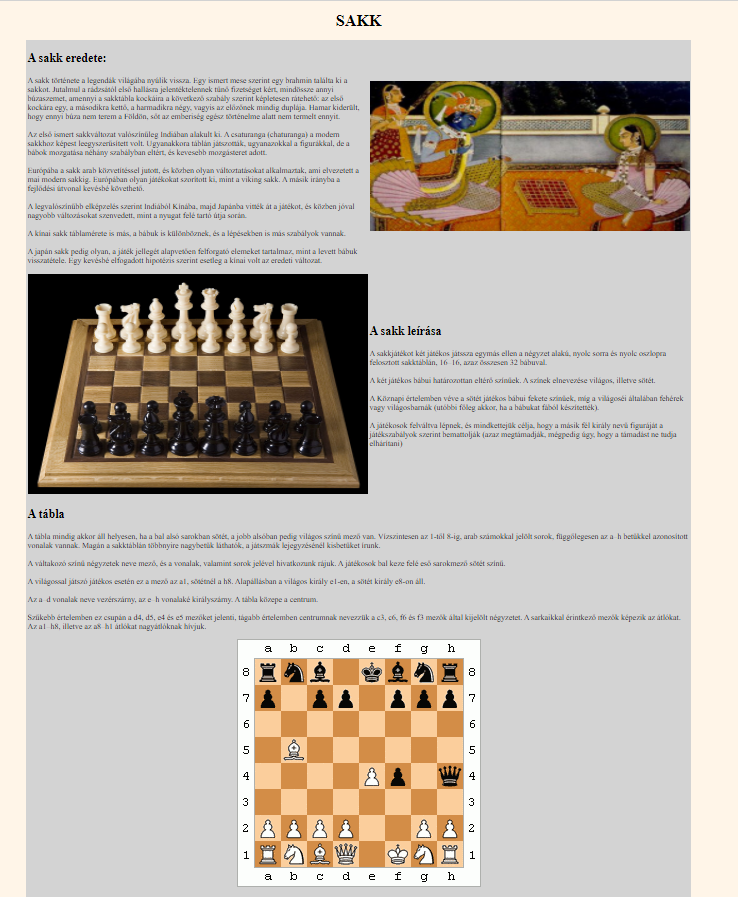 SAKK
A sakk eredete:
A sakk története a legendák világába nyúlik vissza. Egy ismert mese szerint egy brahmin találta ki a
sakkot. Jutalmul a rádzsától első hallásra jelentéktelennek tűnő fizetséget kért, mindössze annyi
búzaszemet, amennyi a sakktábla kockáira a következő szabály szerint képletesen rátehető: az első
kockára egy, a másodikra kettő, a harmadikra négy, vagyis az előzőnek mindig duplája. Hamar kiderült,
hogy ennyi búza nem terem a Földön, sőt az emberiség egész történelme alatt nem termelt ennyit.
Az első ismert sakkváltozat valószínűleg Indiában alakult ki. A csaturanga (chaturanga) a modern
sakkhoz képest leegyszerűsített volt. Ugyanakkora táblán játszották, ugyanazokkal a figurákkal, de a
bábok mozgatása néhány szabályban eltért, és kevesebb mozgásteret adott.
Európába a sakk arab közvetítéssel jutott, és közben olyan változtatásokat alkalmaztak, ami elvezetett a
mai modern sakkig. Európában olyan játékokat szorított ki, mint a viking sakk. A másik irányba a
fejlődési útvonal kevésbé követhető.
A legvalószínűbb elképzelés szerint Indiából Kínába, majd Japánba vitték át a játékot, és közben jóval
nagyobb változásokat szenvedett, mint a nyugat felé tartó útja során.
A kínai sakk táblamérete is más, a bábuk is különböznek, és a lépésekben is más szabályok vannak.
A japán sakk pedig olyan, a játék jellegét alapvetően felforgató elemeket tartalmaz, mint a levett bábuk
visszatétele. Egy kevésbé elfogadott hipotézis szerint esetleg a kínai volt az eredeti változat.
A sakk leírása
A sakkjátékot két játékos játssza egymás ellen a négyzet alakú, nyolc sorra és nyolc oszlopra
felosztott sakktáblán, 16–16, azaz összesen 32 bábuval.
A két játékos bábui határozottan eltérő színűek. A színek elnevezése világos, illetve sötét.
A Köznapi értelemben véve a sötét játékos bábui fekete színűek, míg a világoséi általában fehérek
vagy világosbarnák (utóbbi főleg akkor, ha a bábukat fából készítették).
A játékosok felváltva lépnek, és mindkettejük célja, hogy a másik fél király nevű figuráját a
játékszabályok szerint bemattolják (azaz megtámadják, mégpedig úgy, hogy a támadást ne tudja
elhárítani)
A tábla
A tábla mindig akkor áll helyesen, ha a bal alsó sarokban sötét, a jobb alsóban pedig világos színű mező van. Vízszintesen az 1-től 8-ig, arab számokkal jelölt sorok, függőlegesen az a–h betűkkel azonosított
vonalak vannak. Magán a sakktáblán többnyire nagybetűk láthatók, a játszmák lejegyzésénél kisbetűket írunk.
A váltakozó színű négyzetek neve mező, és a vonalak, valamint sorok jelével hivatkozunk rájuk. A játékosok bal keze felé eső sarokmező sötét színű.
A világossal játszó játékos esetén ez a mező az a1, sötétnél a h8. Alapállásban a világos király e1-en, a sötét király e8-on áll.
Az a–d vonalak neve vezérszárny, az e–h vonalaké királyszárny. A tábla közepe a centrum.
Szűkebb értelemben ez csupán a d4, d5, e4 és e5 mezőket jelenti, tágabb értelemben centrumnak nevezzük a c3, c6, f6 és f3 mezők által kijelölt négyzetet. A sarkaikkal érintkező mezők képezik az átlókat.
Az a1–h8, illetve az a8–h1 átlókat nagyátlóknak hívjuk.
a b c d e f g h
8 8
7 7
6 6
5 5
4 4
3 3
2 2
1 1
a b c d e f g h